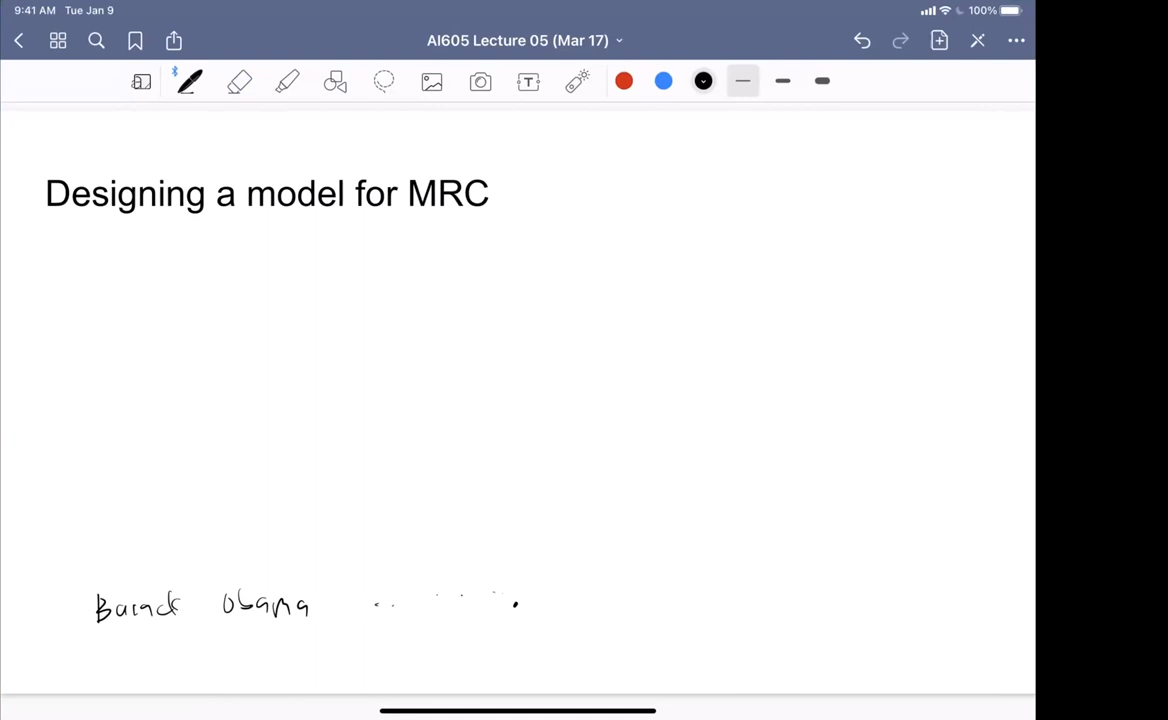 9:41 AM Tue Jan 9 100%
AI605 Lecture 05 (Mar 17)
T
Designing a model for MRC
Barack Obama ........